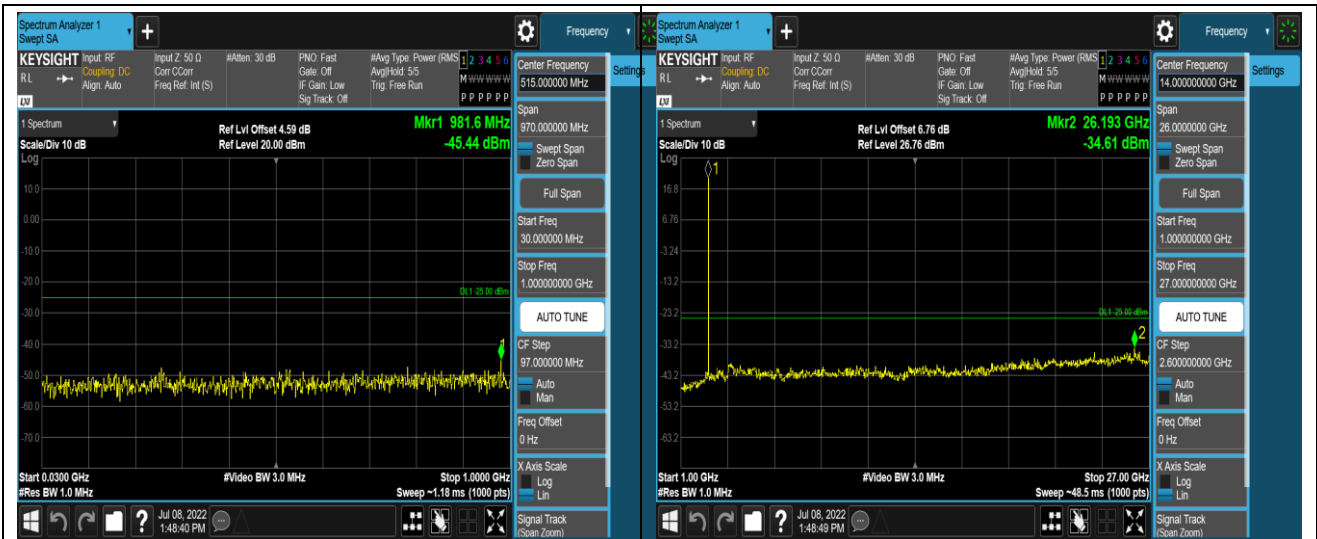 Spectrum Analyzer 1
Swept SA
Frequency
KEYSIGHT
Input: RF
Input Z: 50 Ω
#Atten: 30 dB
PNO: Fast
#Avg Type: Power (RMS
1 2 3 4 5 6
RL
Coupling: DC
Corr CCorr
Gate: Off
Avg|Hold: 5/5
M W W W W W
Align: Auto
Freq Ref: Int (S)
IF Gain: Low
Trig: Free Run
Sig Track: Off
P P P P P P
LXI
Center Frequency
515.000000 MHz
Settings
1 Spectrum
Ref Lvl Offset 4.59 dB
Mkr1 981.6 MHz
Scale/Div 10 dB
Ref Level 20.00 dBm
-45.44 dBm
Log
10.0
0.00
-10.0
-20.0
DL1 -25.00 dBm
-30.0
-40.0
1
-50.0
-60.0
-70.0
Start 0.0300 GHz
#Video BW 3.0 MHz
Stop 1.0000 GHz
#Res BW 1.0 MHz
Sweep ~1.18 ms (1000 pts)
Span
970.000000 MHz
Swept Span
Zero Span
Full Span
Start Freq
30.000000 MHz
Stop Freq
1.000000000 GHz
AUTO TUNE
CF Step
97.000000 MHz
Auto
Man
Freq Offset
0 Hz
X Axis Scale
Log
Lin
Signal Track
(Span Zoom)
?
Jul 08, 2022
1:48:40 PM
Spectrum Analyzer 1
Swept SA
Frequency
KEYSIGHT
Input: RF
Input Z: 50 Ω
#Atten: 30 dB
PNO: Fast
#Avg Type: Power (RMS
1 2 3 4 5 6
RL
Coupling: DC
Corr CCorr
Gate: Off
Avg|Hold: 5/5
M W W W W W
Align: Auto
Freq Ref: Int (S)
IF Gain: Low
Trig: Free Run
Sig Track: Off
P P P P P P
LXI
Center Frequency
14.000000000 GHz
Settings
1 Spectrum
Ref Lvl Offset 6.76 dB
Mkr2 26.193 GHz
Scale/Div 10 dB
Ref Level 26.76 dBm
-34.61 dBm
Log
1
16.8
6.76
-3.24
-13.2
-23.2
DL1 -25.00 dBm
2
-33.2
-43.2
-53.2
-63.2
Start 1.00 GHz
#Video BW 3.0 MHz
Stop 27.00 GHz
#Res BW 1.0 MHz
Sweep ~48.5 ms (1000 pts)
Span
26.0000000 GHz
Swept Span
Zero Span
Full Span
Start Freq
1.000000000 GHz
Stop Freq
27.000000000 GHz
AUTO TUNE
CF Step
2.600000000 GHz
Auto
Man
Freq Offset
0 Hz
X Axis Scale
Log
Lin
Signal Track
(Span Zoom)
?
Jul 08, 2022
1:48:49 PM